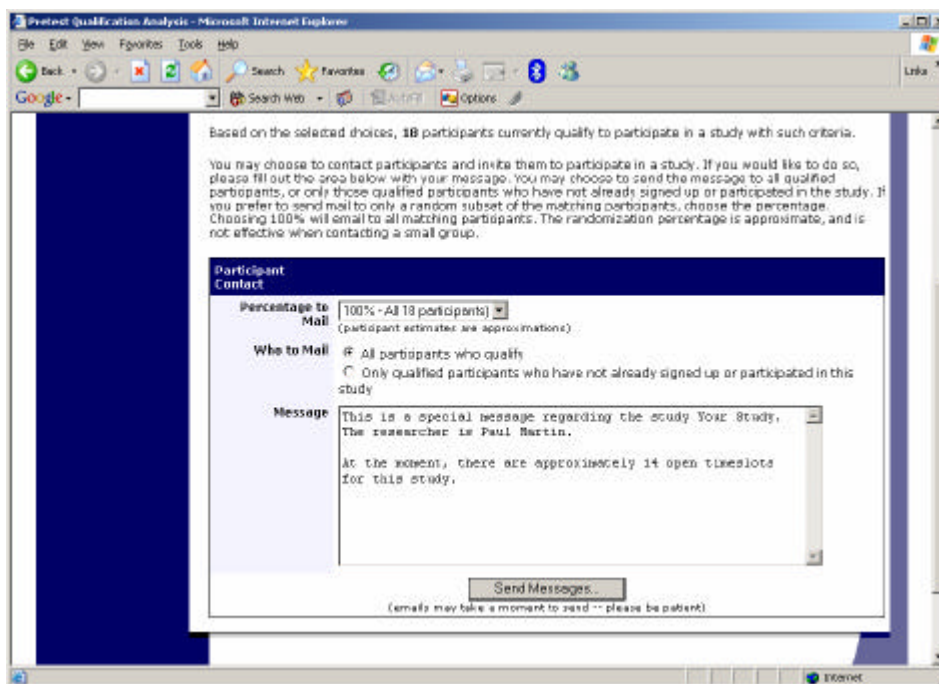 Pretest Qualification Analysis - Microsoft Internet Explorer
File Edit View Favorites Tools Help
Back Search Favorites Links
Google Search Web AutoFill Options
Based on the selected choices, 18 participants currently qualify to participate in a study with such criteria.
You may choose to contact participants and invite them to participate in a study. If you would like to do so,
please fill out the area below with your message. You may choose to send the message to all qualified
participants, or only those qualified participants who have not already signed up or participated in the study. If
you prefer to send mail to only a random subset of the matching participants, choose the percentage.
Choosing 100% will email to all matching participants. The randomization percentage is approximate, and is
not effective when contacting a small group.
Participant
Contact
Percentage to
Mail
100% - All 18 participants)
(participant estimates are approximations)
Who to Mail
All participants who qualify
Only qualified participants who have not already signed up or participated in this
study
Message
This is a special message regarding the study Your Study.
The researcher is Paul Martin.
At the moment, there are approximately 14 open timeslots
for this study.
Send Messages...
(emails may take a moment to send -- please be patient)
Internet